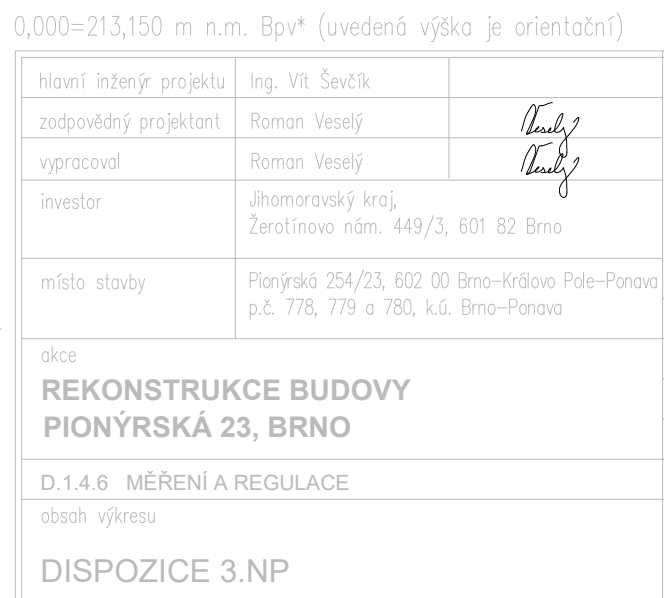 0,000=213,150 m n.m. Bpv* (uvedená výška je orientační)
hlavní inženýr projektu Ing. Vít Ševčík
zodpovědný projektant Roman Veselý Veselý
vypracoval Roman Veselý Veselý
investor Jihomoravský kraj,
Žerotínovo nám. 449/3, 601 82 Brno
místo stavby Pionýrská 254/23, 602 00 Brno-Královo Pole-Ponava
p.č. 778, 779 a 780, k.ú. Brno-Ponava
akce
REKONSTRUKCE BUDOVY
PIONÝRSKÁ 23, BRNO
D.1.4.6 MĚŘENÍ A REGULACE
obsah výkresu
DISPOZICE 3.NP